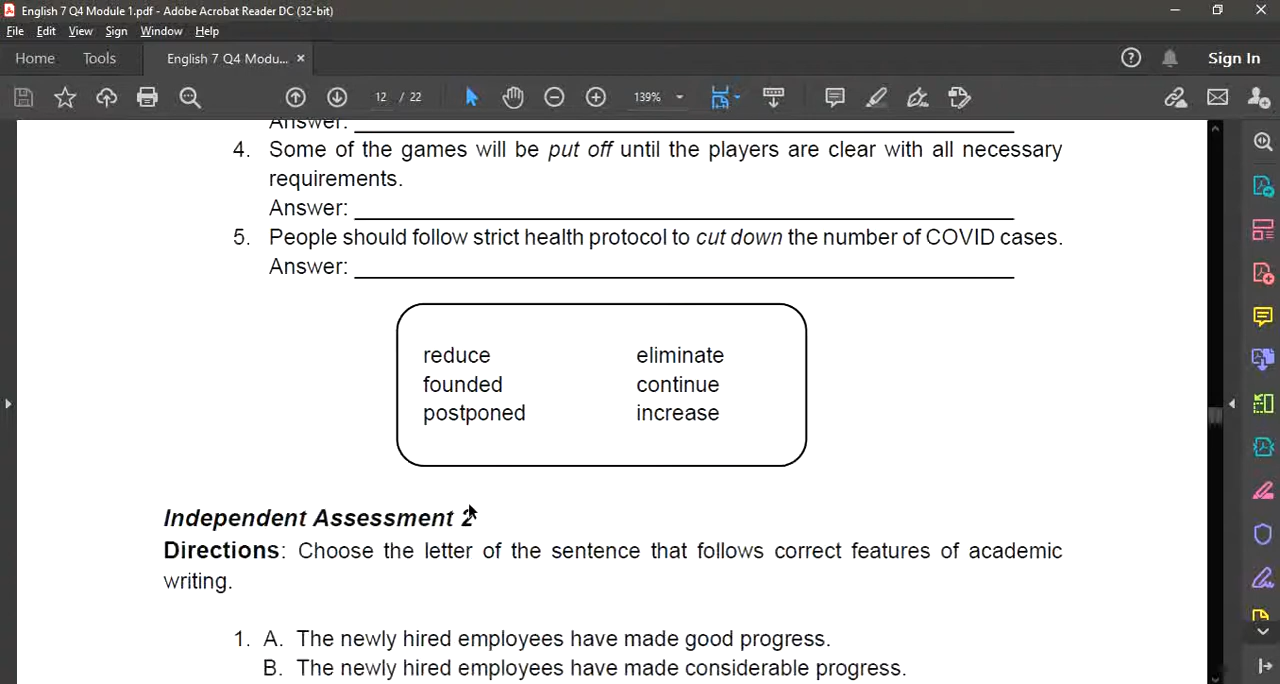 English 7 Q4 Module 1.pdf - Adobe Acrobat Reader DC (32-bit)
File Edit View Sign Window Help
Home Tools English 7 Q4 Modu... × Sign In
12 / 22 139%
Answer:
4. Some of the games will be put off until the players are clear with all necessary
requirements.
Answer:
5. People should follow strict health protocol to cut down the number of COVID cases.
Answer:
reduce eliminate
founded continue
postponed increase
Independent Assessment 2
Directions: Choose the letter of the sentence that follows correct features of academic
writing.
1. A. The newly hired employees have made good progress.
B. The newly hired employees have made considerable progress.